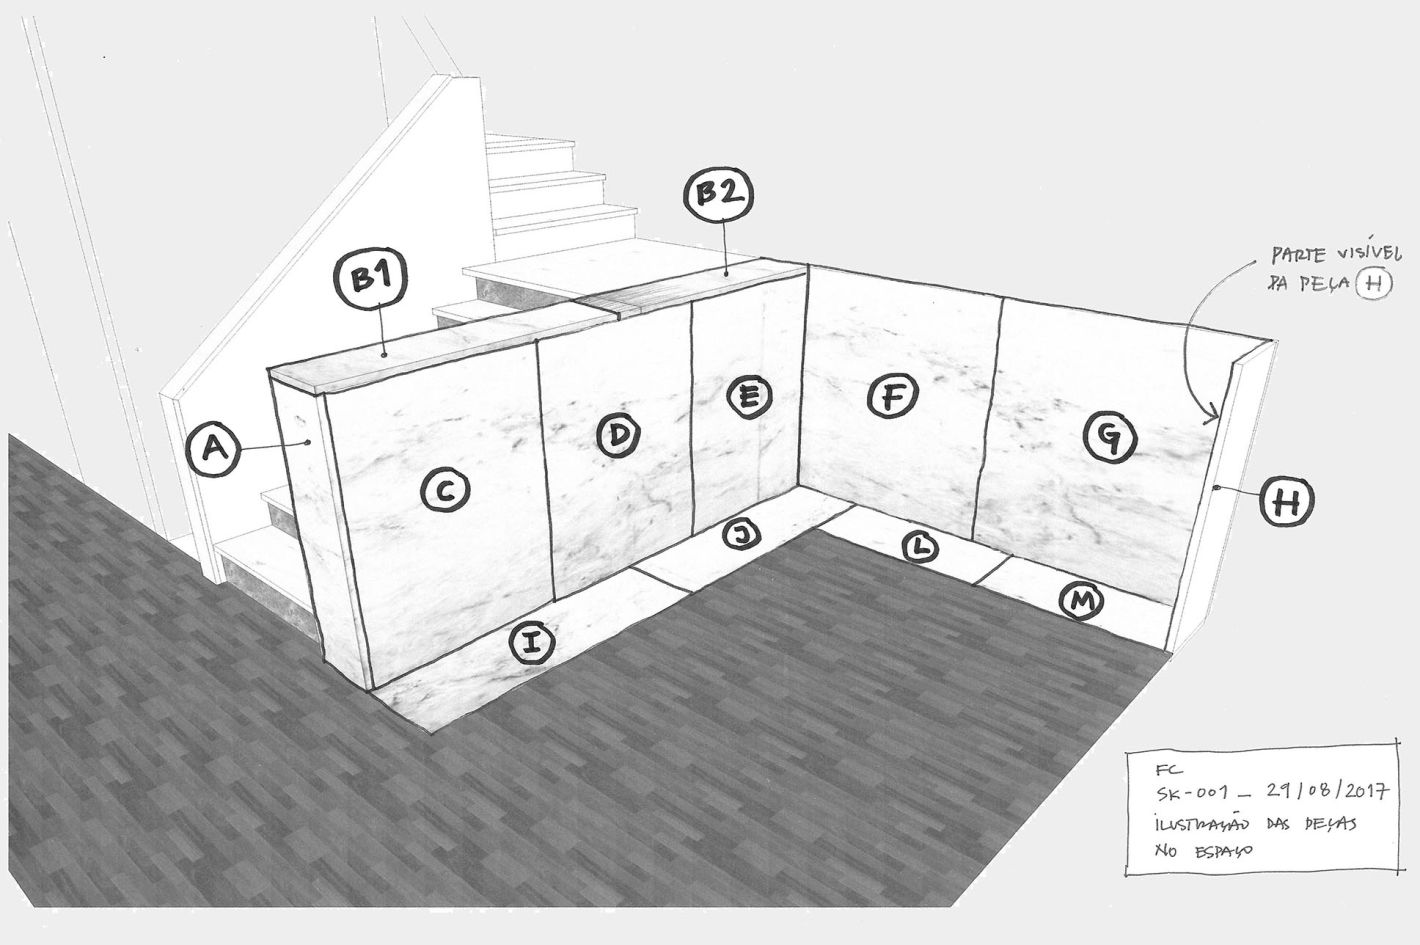 B2
B1
PARTE VISÍVEL
DA PEÇA H
A
C
D
E
F
G
H
I
J
L
M
FC
SK-001 _ 29/08/2017
ILUSTRAÇÃO DAS PEÇAS
NO ESPAÇO